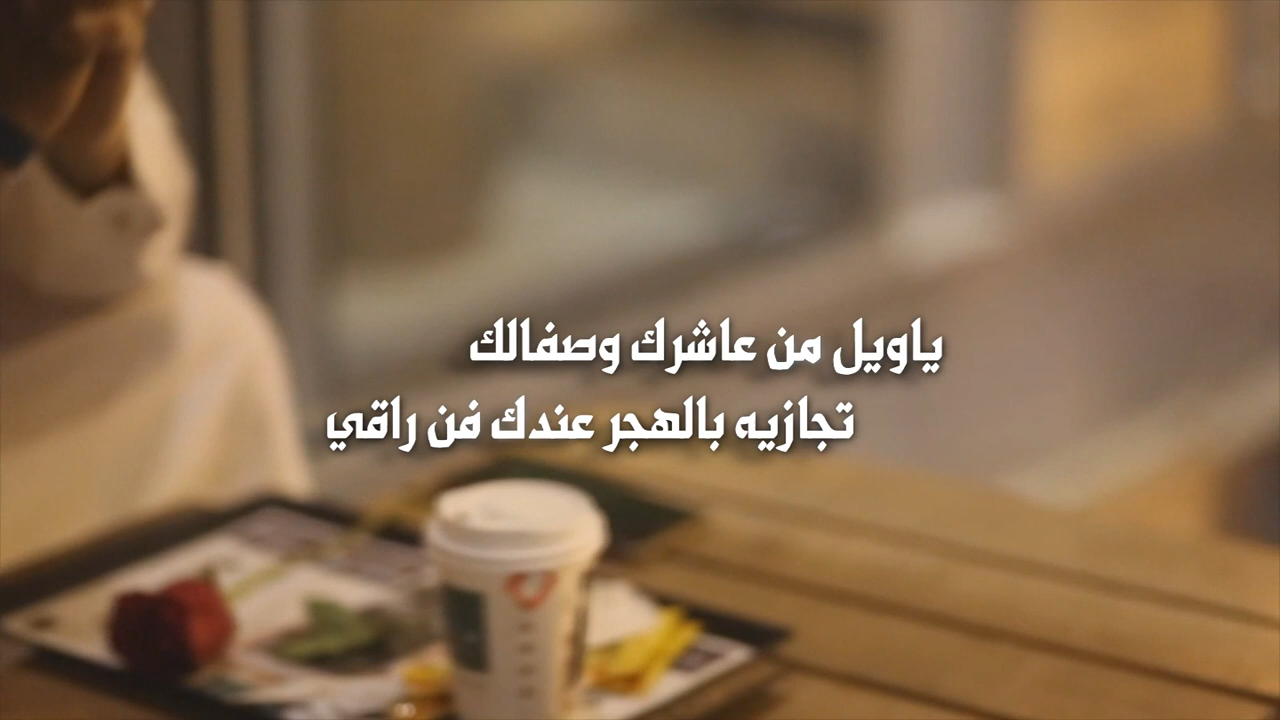 ياويل من عاشرك وصفالك
تجازيه بالهجر عندك فن راقي